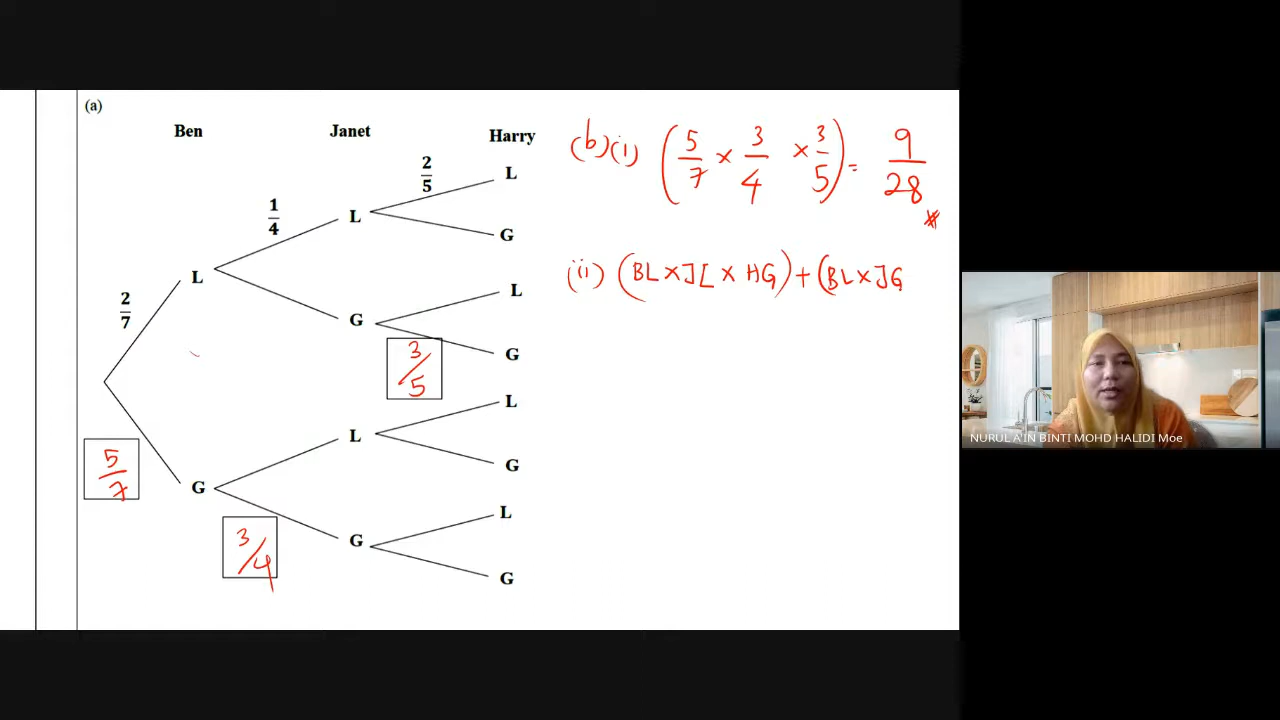 (a)
Ben Janet Harry
2/5
L
1/4
L
G
L
2/7
G
L
G
3/5
L
L
G
5/7
G
L
3/4
G
G
(b)(i) (5/7 × 3/4 × 3/5) = 9/28
(ii) (BL × JL × HG) + (BL × JG
NURUL A'IN BINTI MOHD HALIDI Moe